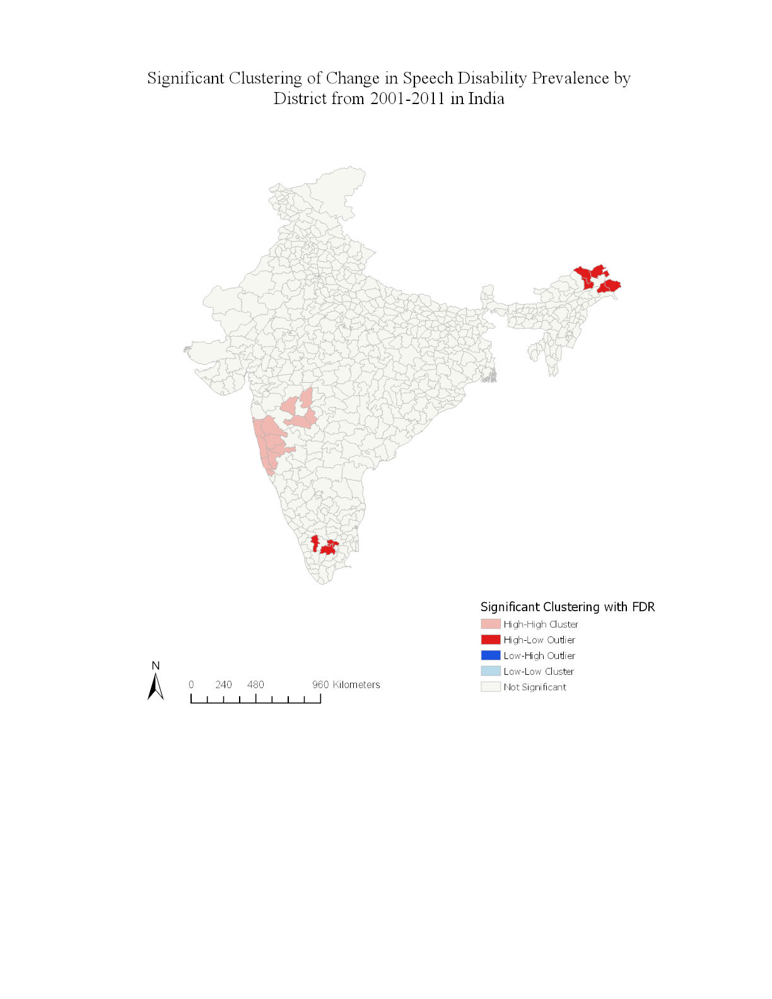 Significant Clustering of Change in Speech Disability Prevalence by
District from 2001-2011 in India
Significant Clustering with FDR
High-High Cluster
High-Low Outlier
Low-High Outlier
Low-Low Cluster
Not Significant
N
0 240 480 960 Kilometers